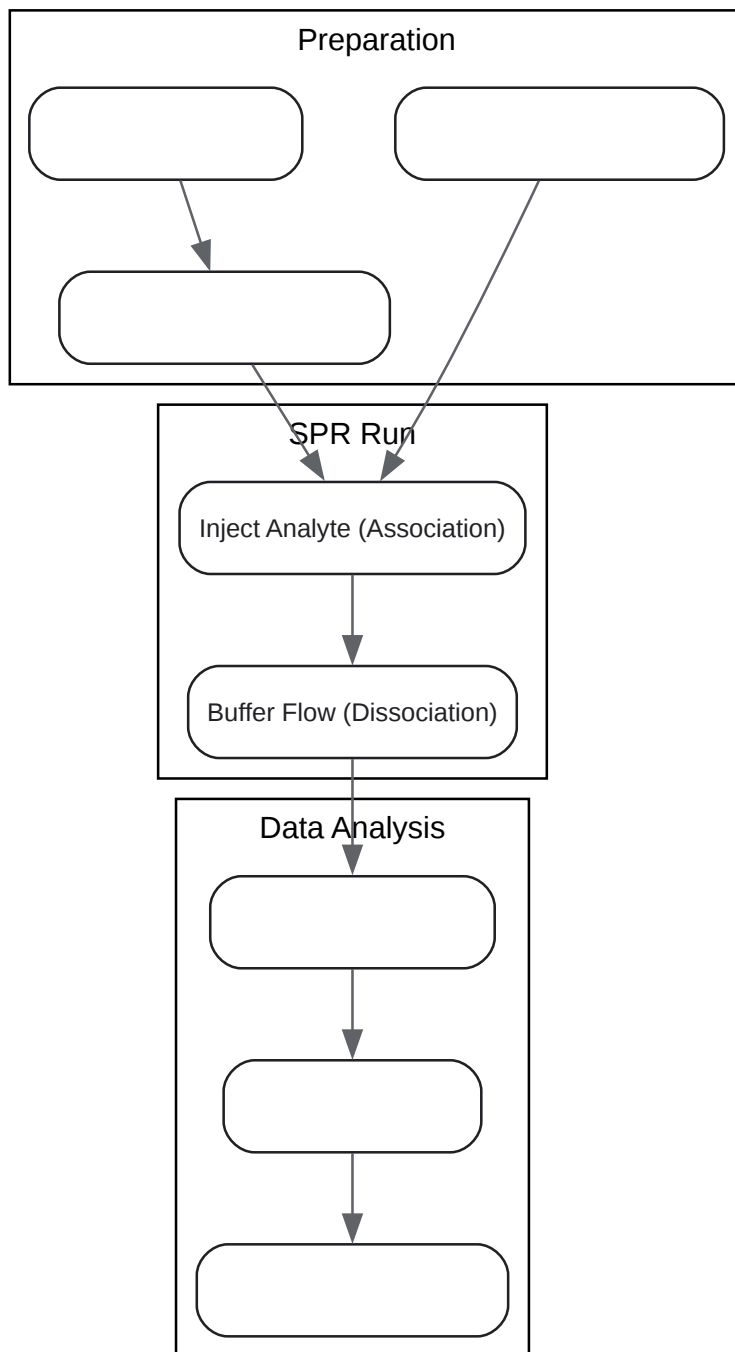 Preparation
SPR Run
Inject Analyte (Association)
Buffer Flow (Dissociation)
Data Analysis